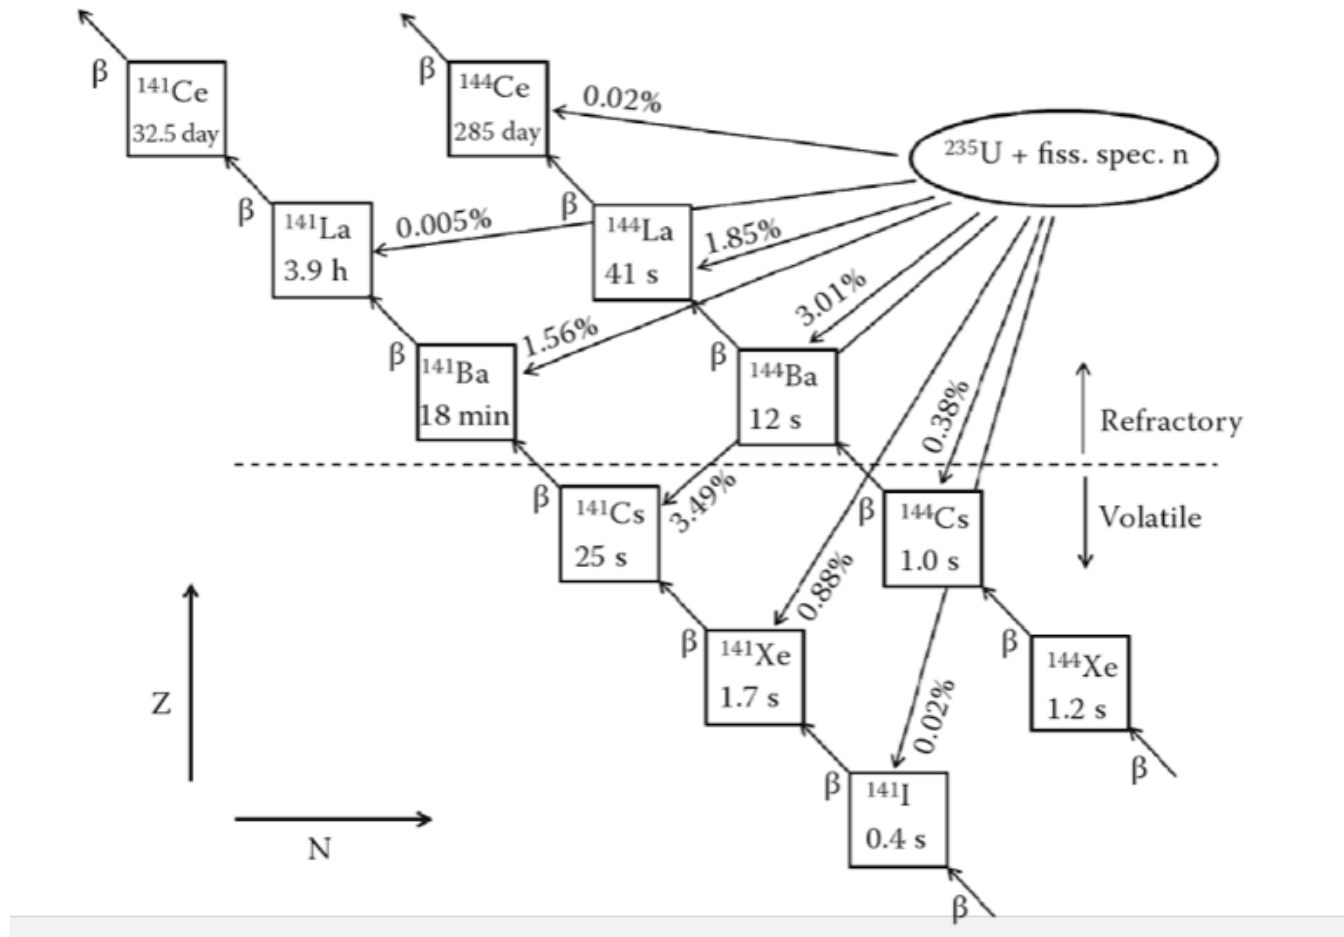 β
¹⁴¹Ce
32.5 day
β
¹⁴⁴Ce
285 day
0.02%
²³⁵U + fiss. spec. n
β
¹⁴¹La
3.9 h
0.005%
β
¹⁴⁴La
41 s
1.85%
β
¹⁴¹Ba
18 min
1.56%
β
¹⁴⁴Ba
12 s
3.01%
0.38%
Refractory
β
¹⁴¹Cs
25 s
3.49%
β
¹⁴⁴Cs
1.0 s
Volatile
β
¹⁴¹Xe
1.7 s
0.88%
β
¹⁴⁴Xe
1.2 s
β
Z
N
β
¹⁴¹I
0.4 s
0.02%
β